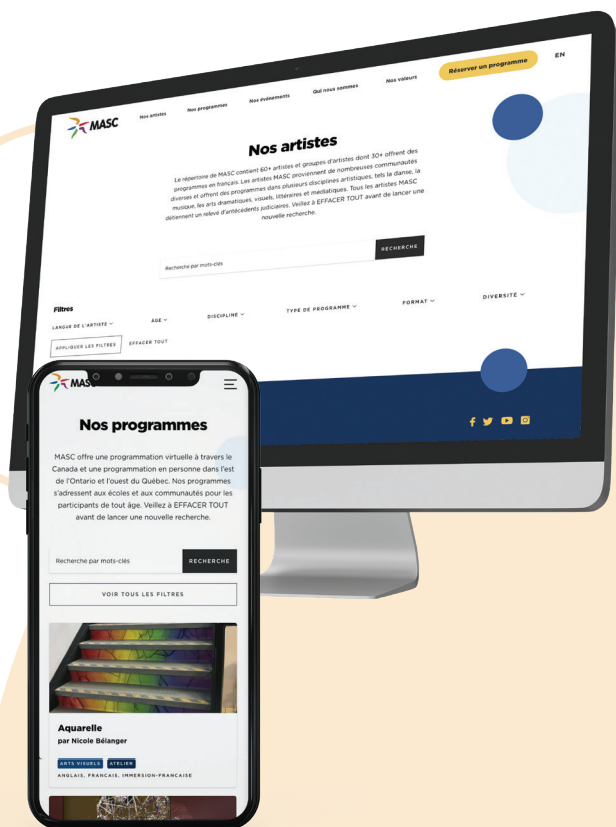 MASC
Nos artistes
Nos programmes
Nos événements
Qui nous sommes
Nos valeurs
Réserver un programme
EN
Nos artistes
Le répertoire de MASC contient 60+ artistes et groupes d'artistes dont 30+ offrent des
programmes en français. Les artistes MASC proviennent de nombreuses communautés
diverses et offrent des programmes dans plusieurs disciplines artistiques, tels la danse, la
musique, les arts dramatiques, visuels, littéraires et médiatiques. Tous les artistes MASC
détiennent un relevé d'antécédents judiciaires. Veillez à EFFACER TOUT avant de lancer une
nouvelle recherche.
Recherche par mots-clés
RECHERCHE
Filtres
LANGUE DE L'ARTISTE
ÂGE
DISCIPLINE
TYPE DE PROGRAMME
FORMAT
DIVERSITÉ
APPLIQUER LES FILTRES
EFFACER TOUT
MASC
Nos programmes
MASC offre une programmation virtuelle à travers le
Canada et une programmation en personne dans l'est
de l'Ontario et l'ouest du Québec. Nos programmes
s'adressent aux écoles et aux communautés pour les
participants de tout âge. Veillez à EFFACER TOUT
avant de lancer une nouvelle recherche.
Recherche par mots-clés
RECHERCHE
VOIR TOUS LES FILTRES
Aquarelle
par Nicole Bélanger
ARTS VISUELS
ATELIER
ANGLAIS, FRANCAIS, IMMERSION-FRANCAISE